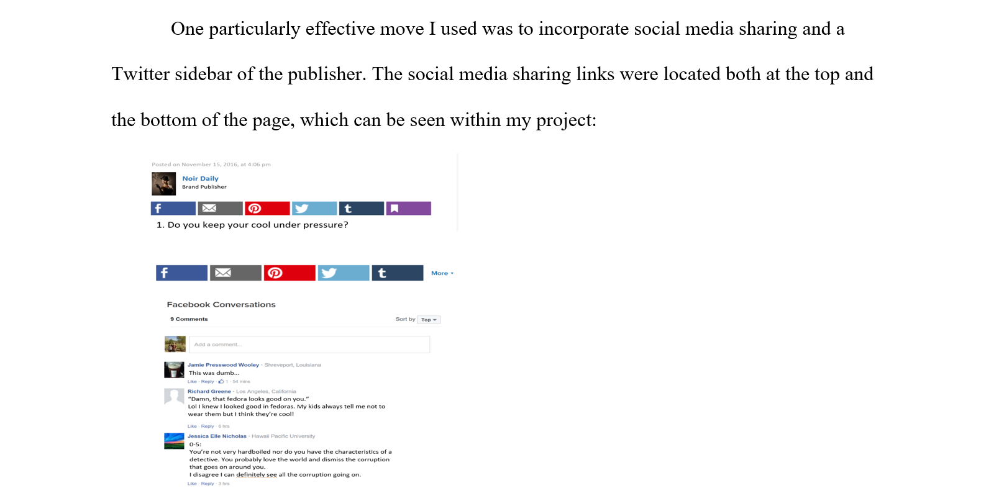 One particularly effective move I used was to incorporate social media sharing and a
Twitter sidebar of the publisher. The social media sharing links were located both at the top and
the bottom of the page, which can be seen within my project:
Posted on November 15, 2016, at 4:06 pm
Noir Daily
Brand Publisher
1. Do you keep your cool under pressure?
More
Facebook Conversations
9 Comments Sort by Top
Add a comment...
Jamie Presswood Wooley · Shreveport, Louisiana
This was dumb...
Like · Reply · 1 · 54 mins
Richard Greene · Los Angeles, California
“Damn, that fedora looks good on you.”
Lol I knew I looked good in fedoras. My kids always tell me not to
wear them but I think they’re cool!
Like · Reply · 6 hrs
Jessica Elle Nicholas · Hawaii Pacific University
0-5:
You’re not very hardboiled nor do you have the characteristics of a
detective. You probably love the world and dismiss the corruption
that goes on around you.
I disagree I can definitely see all the corruption going on.
Like · Reply · 3 hrs